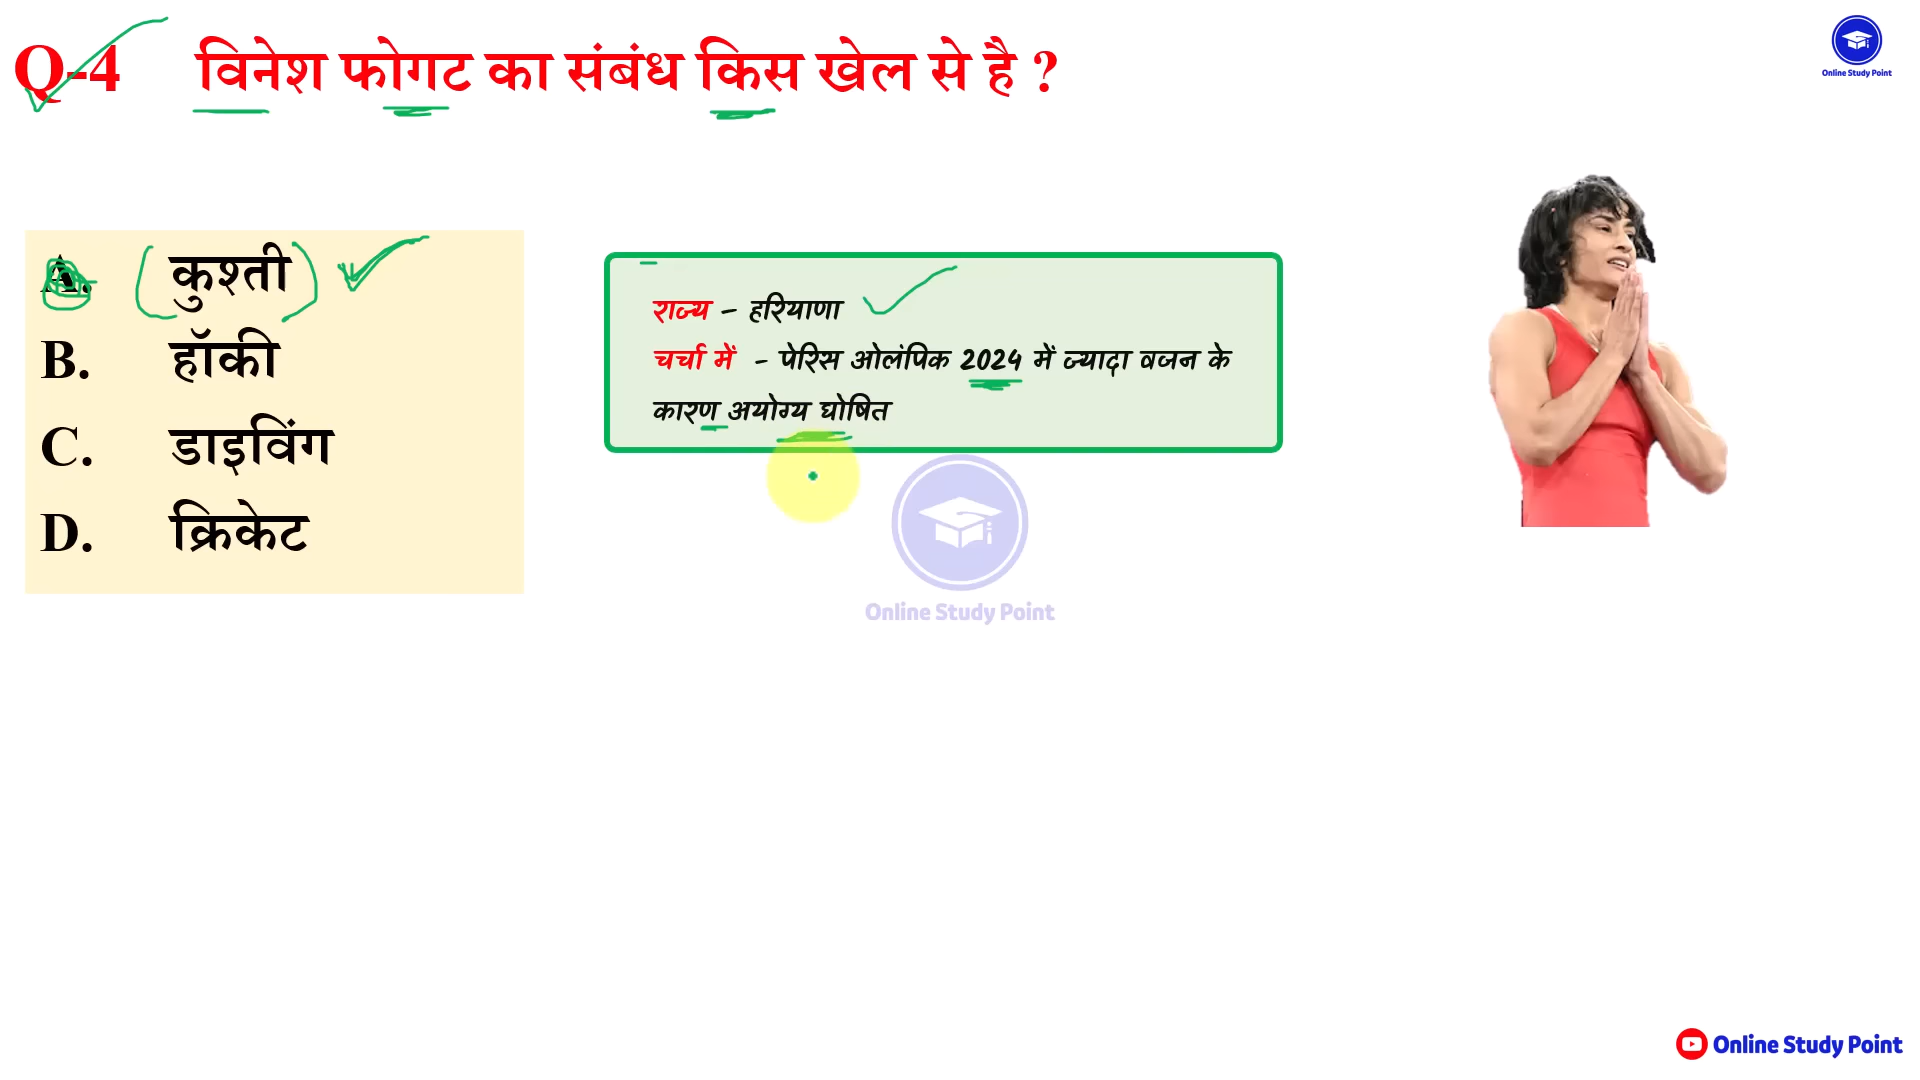 Q-4 विनेश फोगट का संबंध किस खेल से है ?
Online Study Point
A. कुश्ती
B. हॉकी
C. डाइविंग
D. क्रिकेट
राज्य – हरियाणा
चर्चा में - पेरिस ओलंपिक 2024 में ज्यादा वजन के
कारण अयोग्य घोषित
Online Study Point
Online Study Point